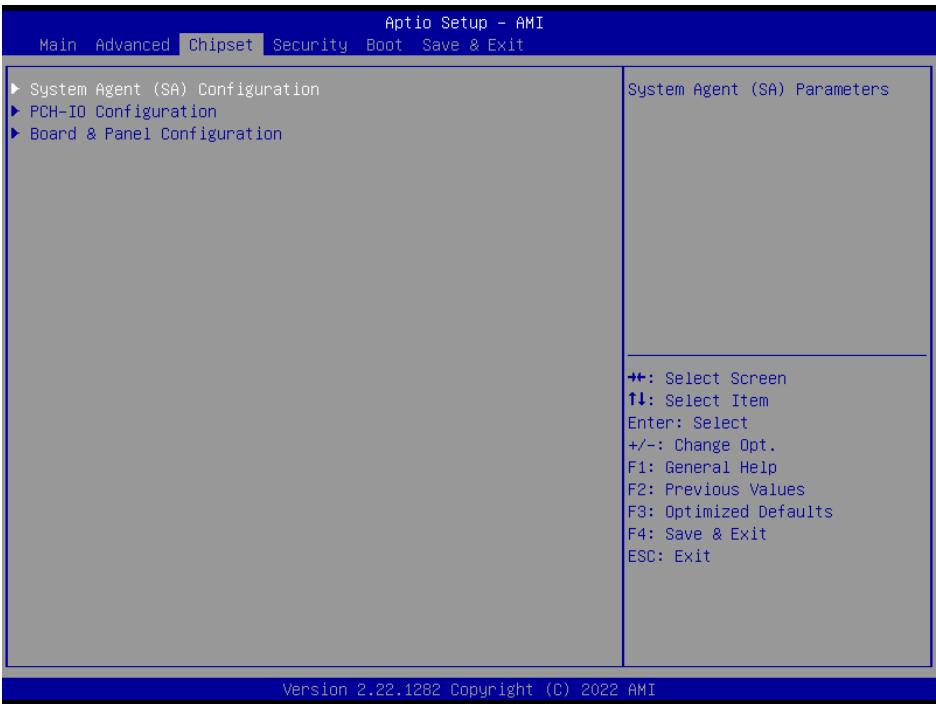 Aptio Setup – AMI
Main Advanced Chipset Security Boot Save & Exit
▶ System Agent (SA) Configuration
▶ PCH-IO Configuration
▶ Board & Panel Configuration
System Agent (SA) Parameters
→←: Select Screen
↑↓: Select Item
Enter: Select
+/-: Change Opt.
F1: General Help
F2: Previous Values
F3: Optimized Defaults
F4: Save & Exit
ESC: Exit
Version 2.22.1282 Copyright (C) 2022 AMI